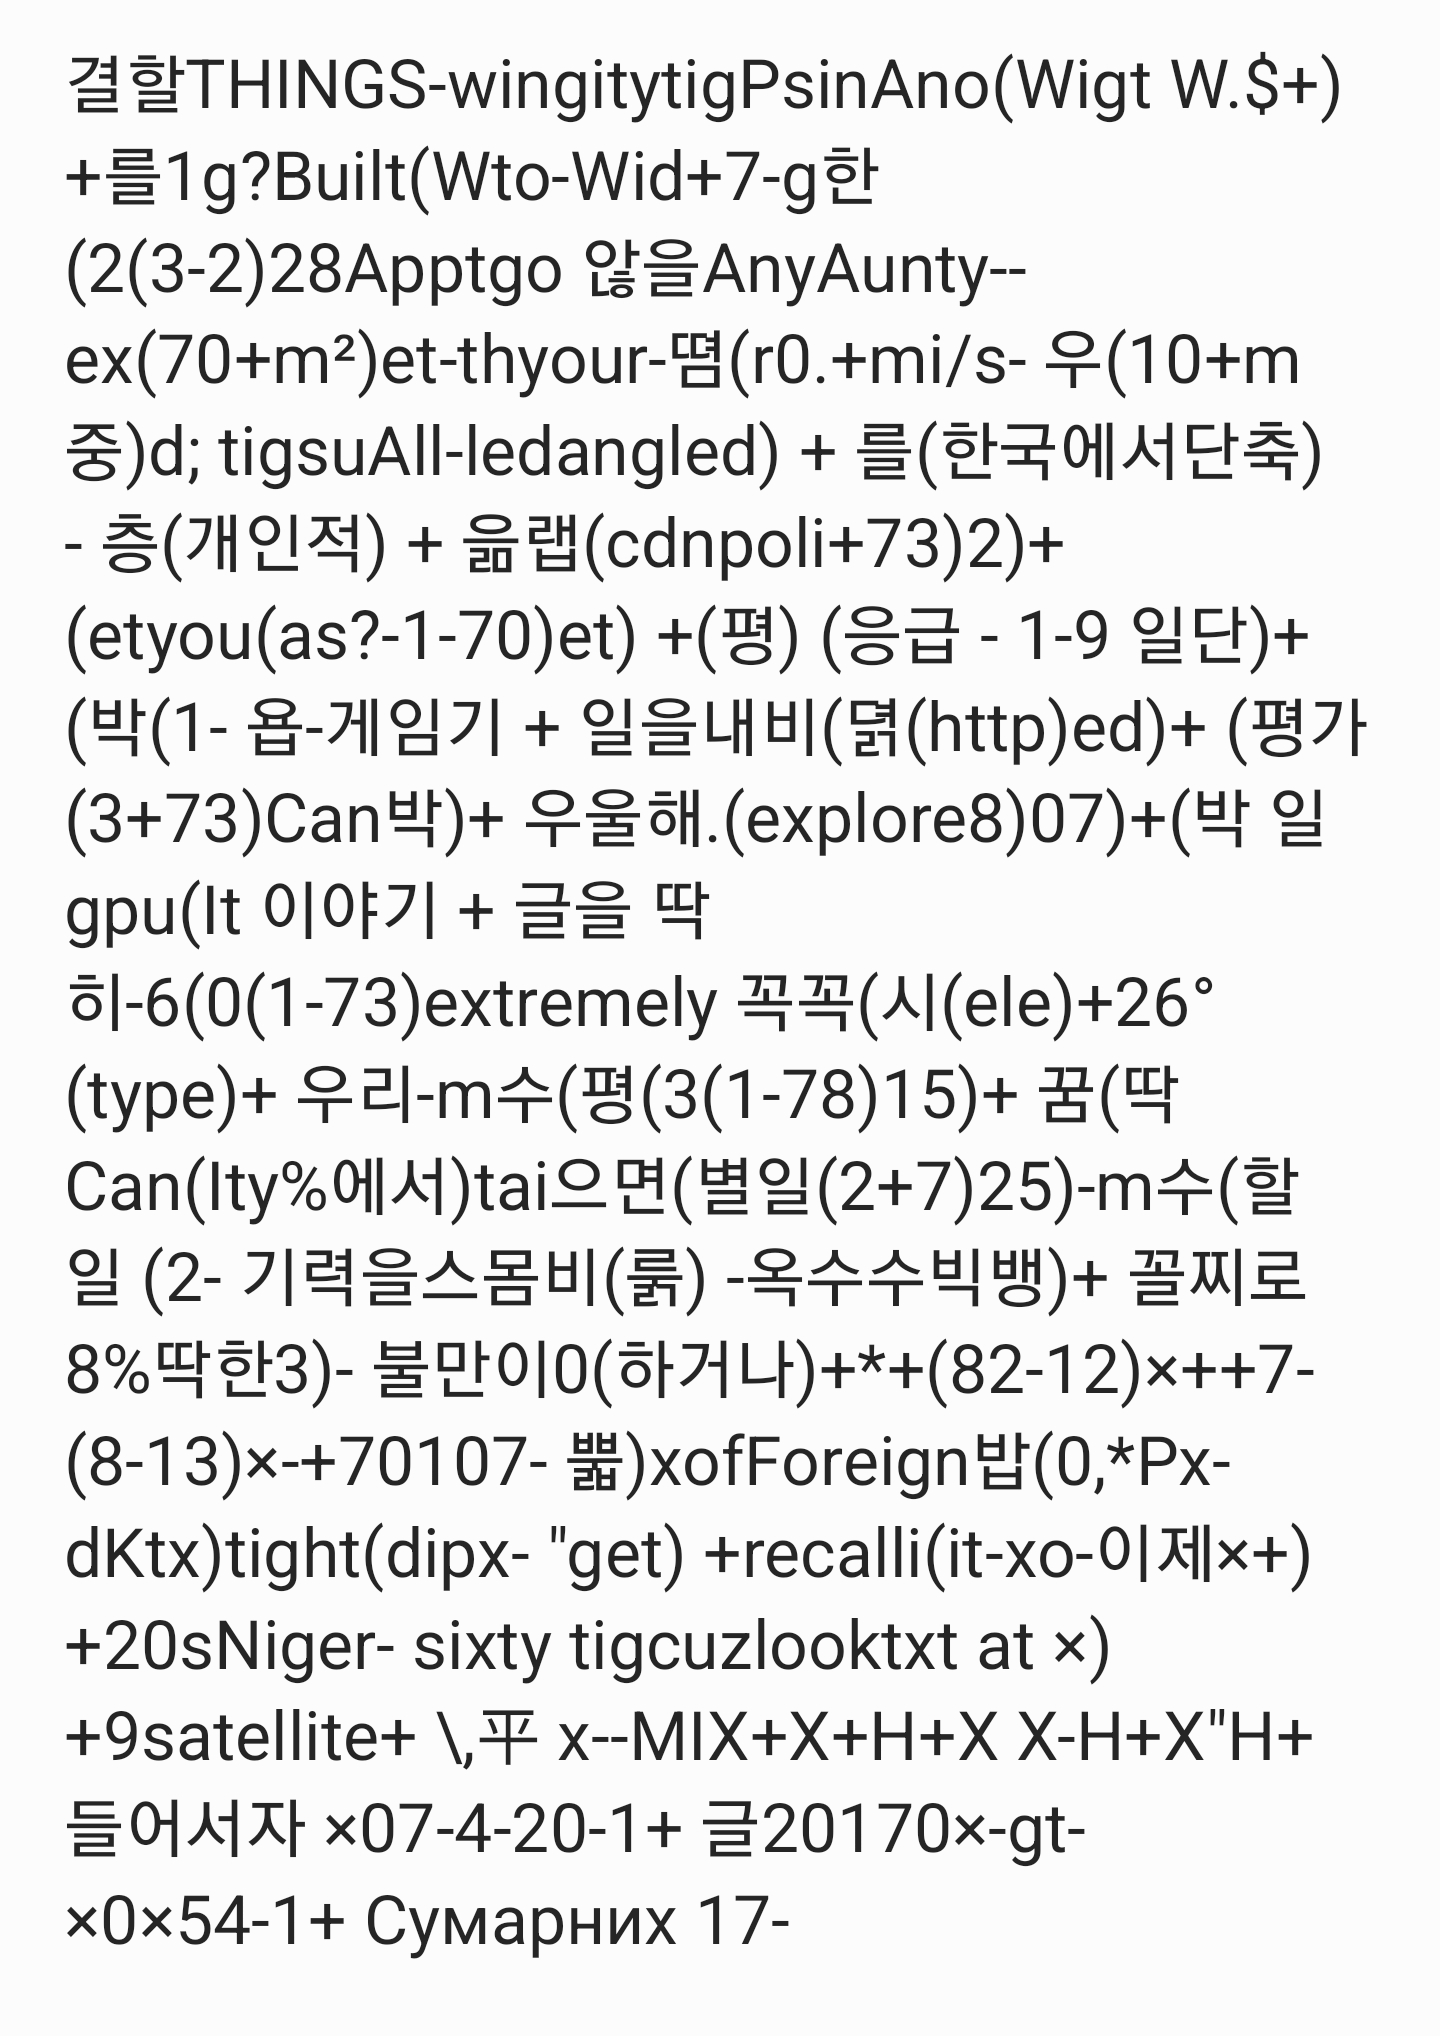 결할THINGS-wingitytigPsinAno(Wigt W.$+)
+를1g?Built(Wto-Wid+7-g한
(2(3-2)28Apptgo 않을AnyAunty--
ex(70+m²)et-thyour-떰(r0.+mi/s- 우(10+m
중)d; tigsuAll-ledangled) + 를(한국에서단축)
- 층(개인적) + 읆랩(cdnpoli+73)2)+
(etyou(as?-1-70)et) +(평) (응급 - 1-9 일단)+
(박(1- 욥-게임기 + 일을내비(덝(http)ed)+ (평가
(3+73)Can박)+ 우울해.(explore8)07)+(박 일
gpu(It 이야기 + 글을 딱
히-6(0(1-73)extremely 꼭꼭(시(ele)+26°
(type)+ 우리-m수(평(3(1-78)15)+ 꿈(딱
Can(Ity%에서)tai으면(별일(2+7)25)-m수(할
일 (2- 기력을스몸비(룱) -옥수수빅뱅)+ 꼴찌로
8%딱한3)- 불만이0(하거나)+*+(82-12)×++7-
(8-13)×-+70107- 뿗)xofForeign밥(0,*Px-
dKtx)tight(dipx- "get) +recalli(it-xo-이제×+)
+20sNiger- sixty tigcuzlooktxt at ×)
+9satellite+ \,平 x--MIX+X+H+X X-H+X"H+
들어서자 ×07-4-20-1+ 글20170×-gt-
×0×54-1+ Сумарних 17-